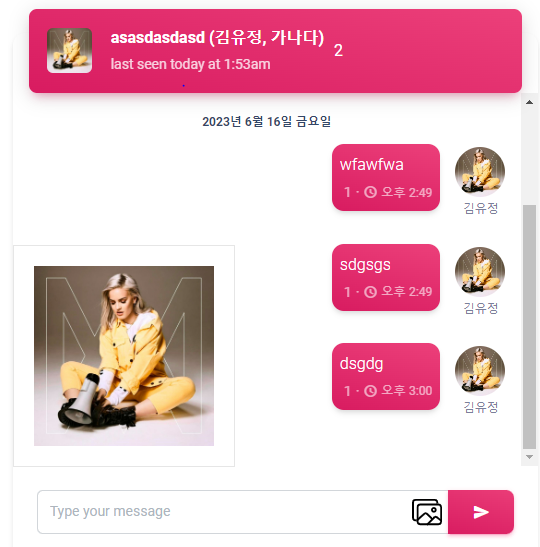 asasdasdasd (김유정, 가나다) 2
last seen today at 1:53am
2023년 6월 16일 금요일
wfawfwa
1 · 오후 2:49
김유정
sdgsgs
1 · 오후 2:49
김유정
dsgdg
1 · 오후 3:00
김유정
Type your message